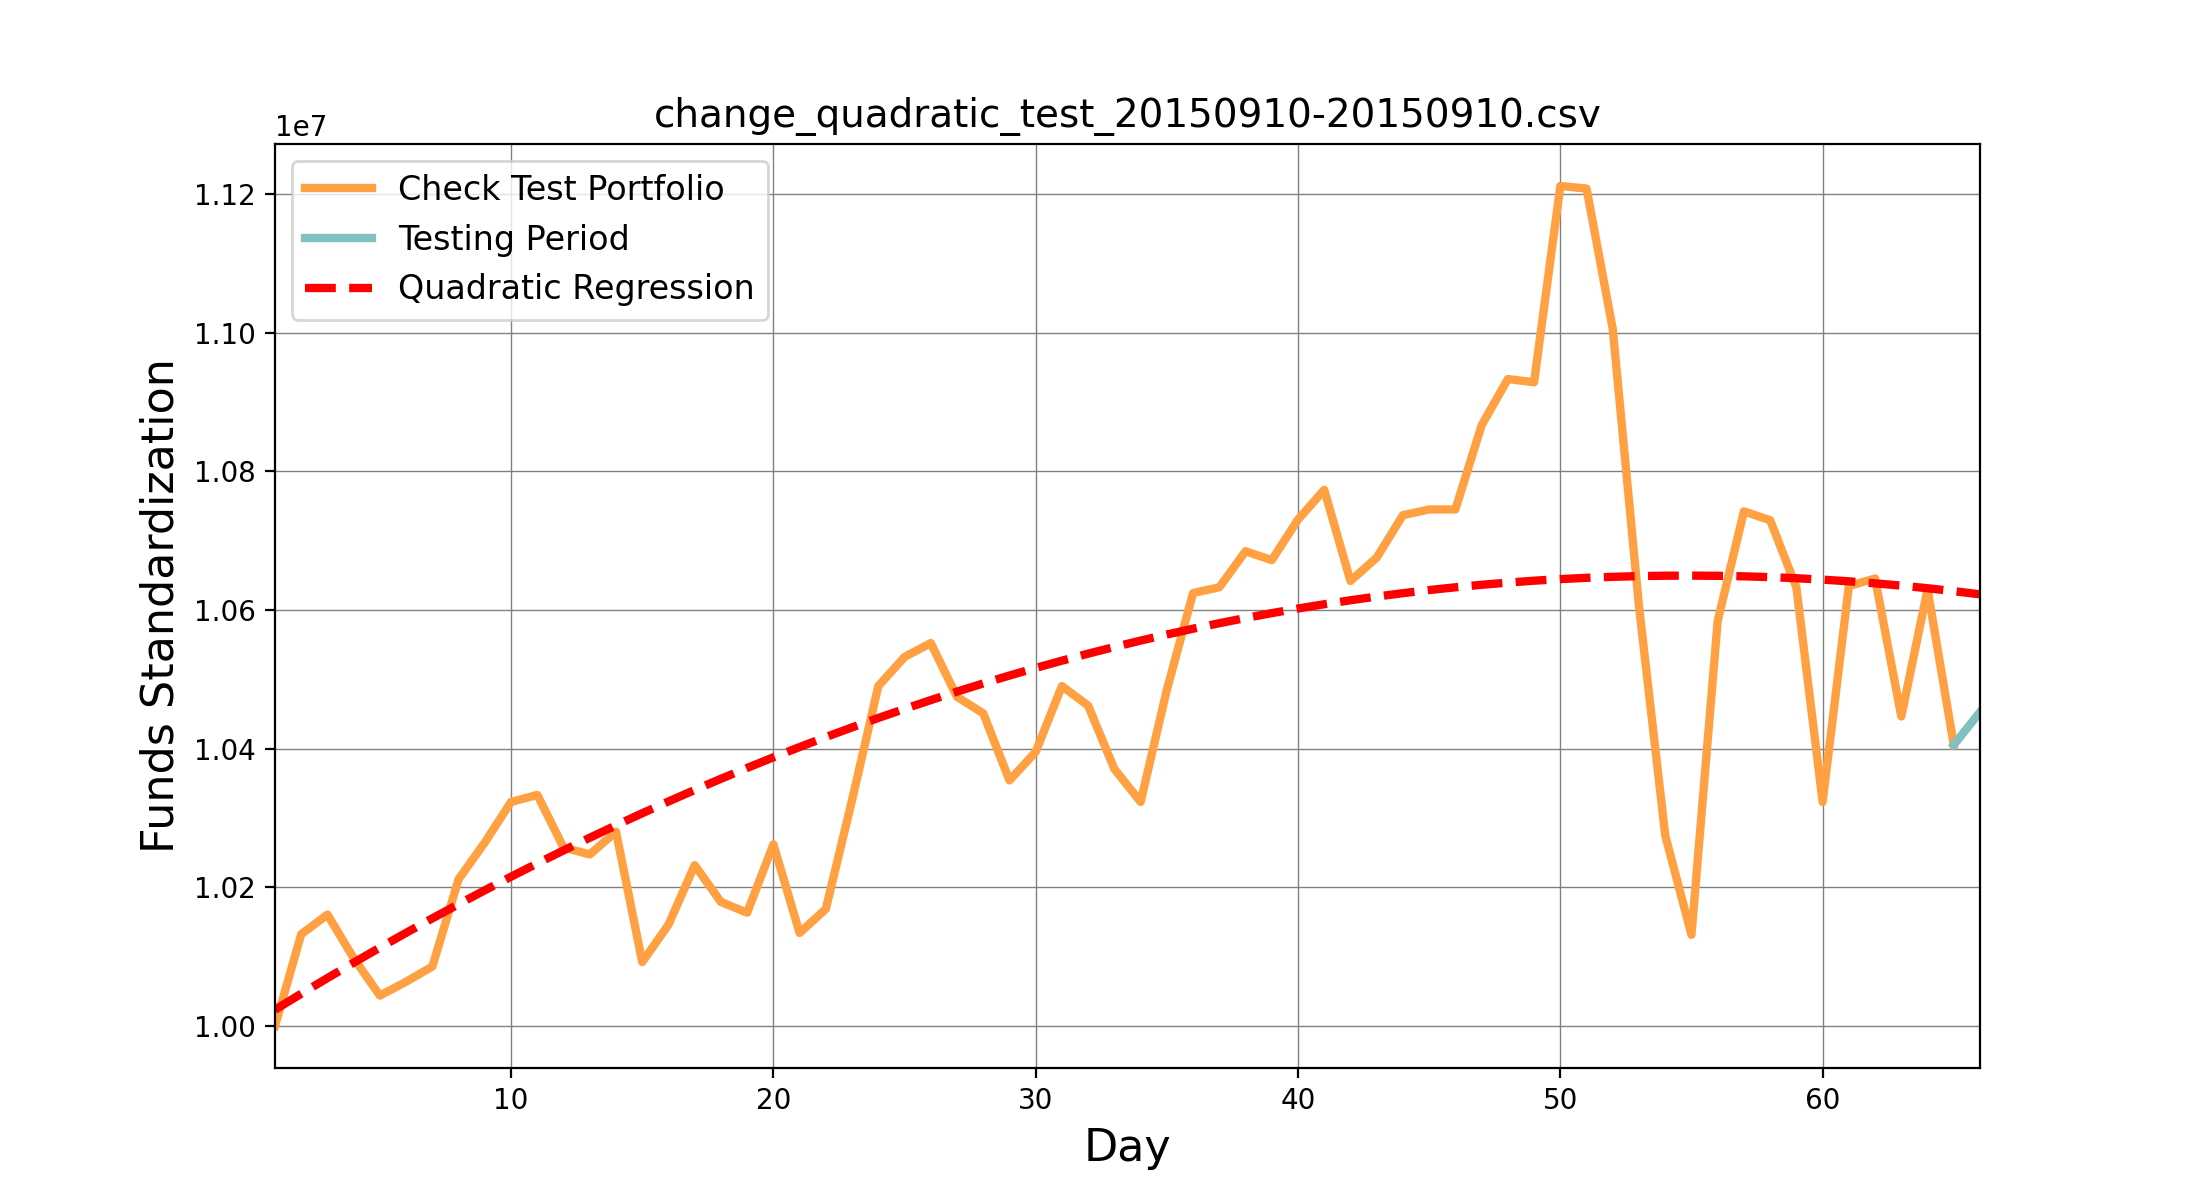 change_quadratic_test_20150910-20150910.csv
1e7
Check Test Portfolio
Testing Period
Quadratic Regression
1.12
1.10
1.08
1.06
1.04
1.02
1.00
Funds Standardization
10 20 30 40 50 60
Day